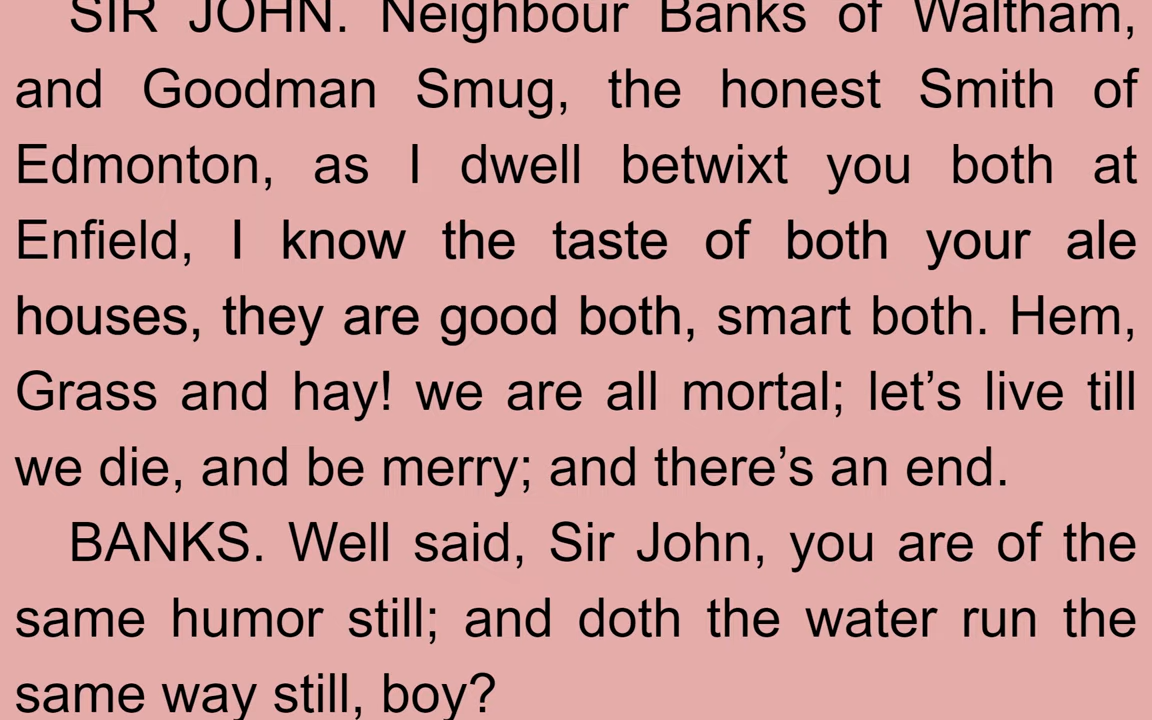 SIR JOHN. Neighbour Banks of Waltham,
and Goodman Smug, the honest Smith of
Edmonton, as I dwell betwixt you both at
Enfield, I know the taste of both your ale
houses, they are good both, smart both. Hem,
Grass and hay! we are all mortal; let’s live till
we die, and be merry; and there’s an end.
BANKS. Well said, Sir John, you are of the
same humor still; and doth the water run the
same way still, boy?